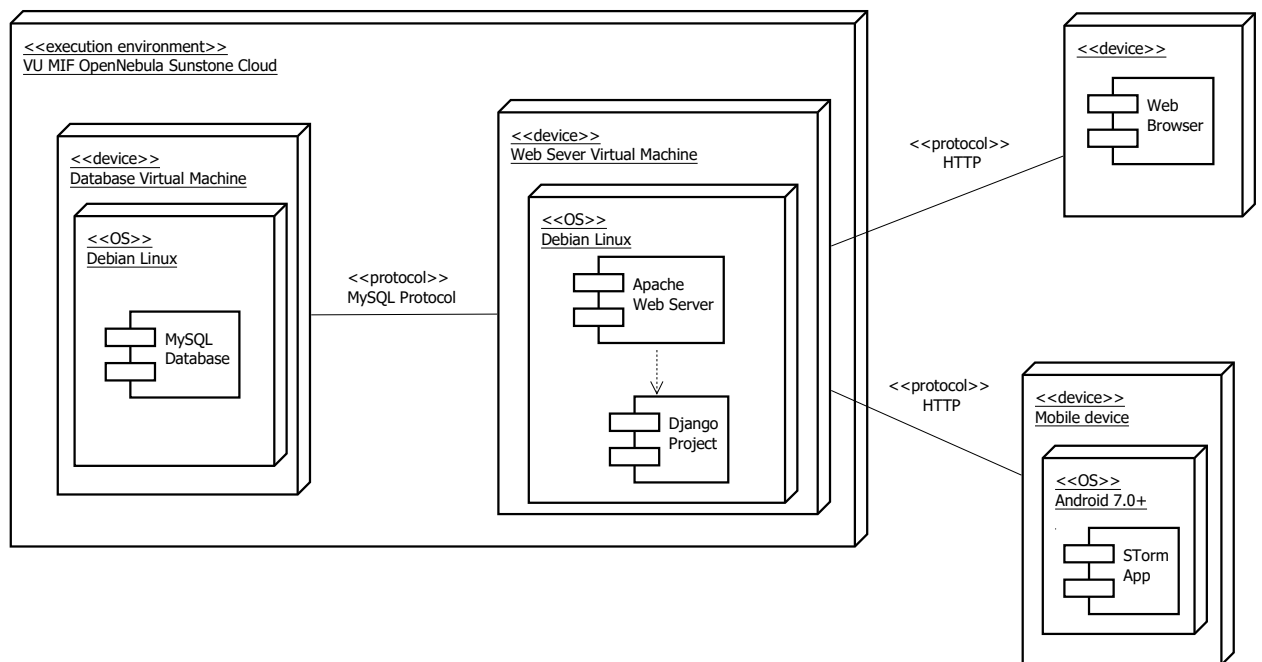 <<execution environment>>
VU MIF OpenNebula Sunstone Cloud
<<device>>
Database Virtual Machine
<<OS>>
Debian Linux
MySQL
Database
<<protocol>>
MySQL Protocol
<<device>>
Web Sever Virtual Machine
<<OS>>
Debian Linux
Apache
Web Server
Django
Project
<<protocol>>
HTTP
<<device>>
Web
Browser
<<protocol>>
HTTP
<<device>>
Mobile device
<<OS>>
Android 7.0+
STorm
App